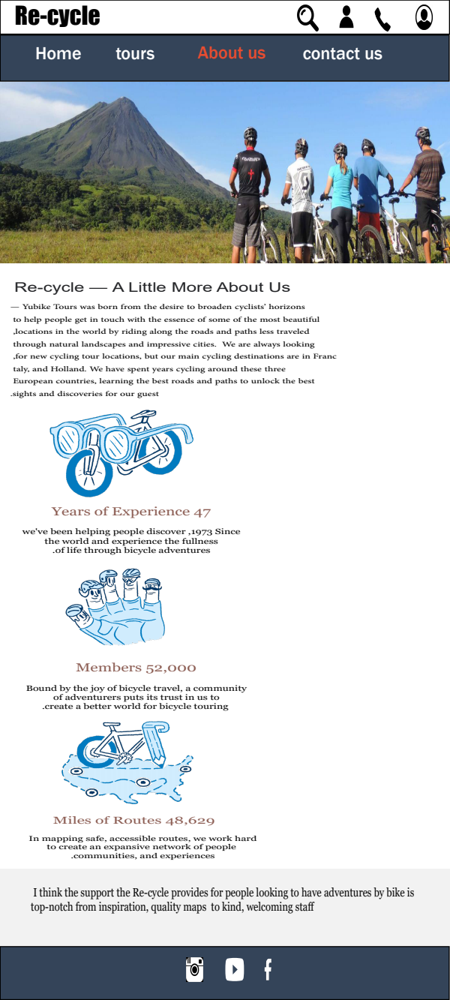 Re-cycle
Home tours About us contact us
Re-cycle — A Little More About Us
— Yubike Tours was born from the desire to broaden cyclists' horizons
to help people get in touch with the essence of some of the most beautiful
,locations in the world by riding along the roads and paths less traveled
through natural landscapes and impressive cities. We are always looking
,for new cycling tour locations, but our main cycling destinations are in Franc
taly, and Holland. We have spent years cycling around these three
European countries, learning the best roads and paths to unlock the best
.sights and discoveries for our guest
Years of Experience 47
we've been helping people discover ,1973 Since
the world and experience the fullness
.of life through bicycle adventures
Members 52,000
Bound by the joy of bicycle travel, a community
of adventurers puts its trust in us to
.create a better world for bicycle touring
Miles of Routes 48,629
In mapping safe, accessible routes, we work hard
to create an expansive network of people
.communities, and experiences
I think the support the Re-cycle provides for people looking to have adventures by bike is
top-notch from inspiration, quality maps to kind, welcoming staff